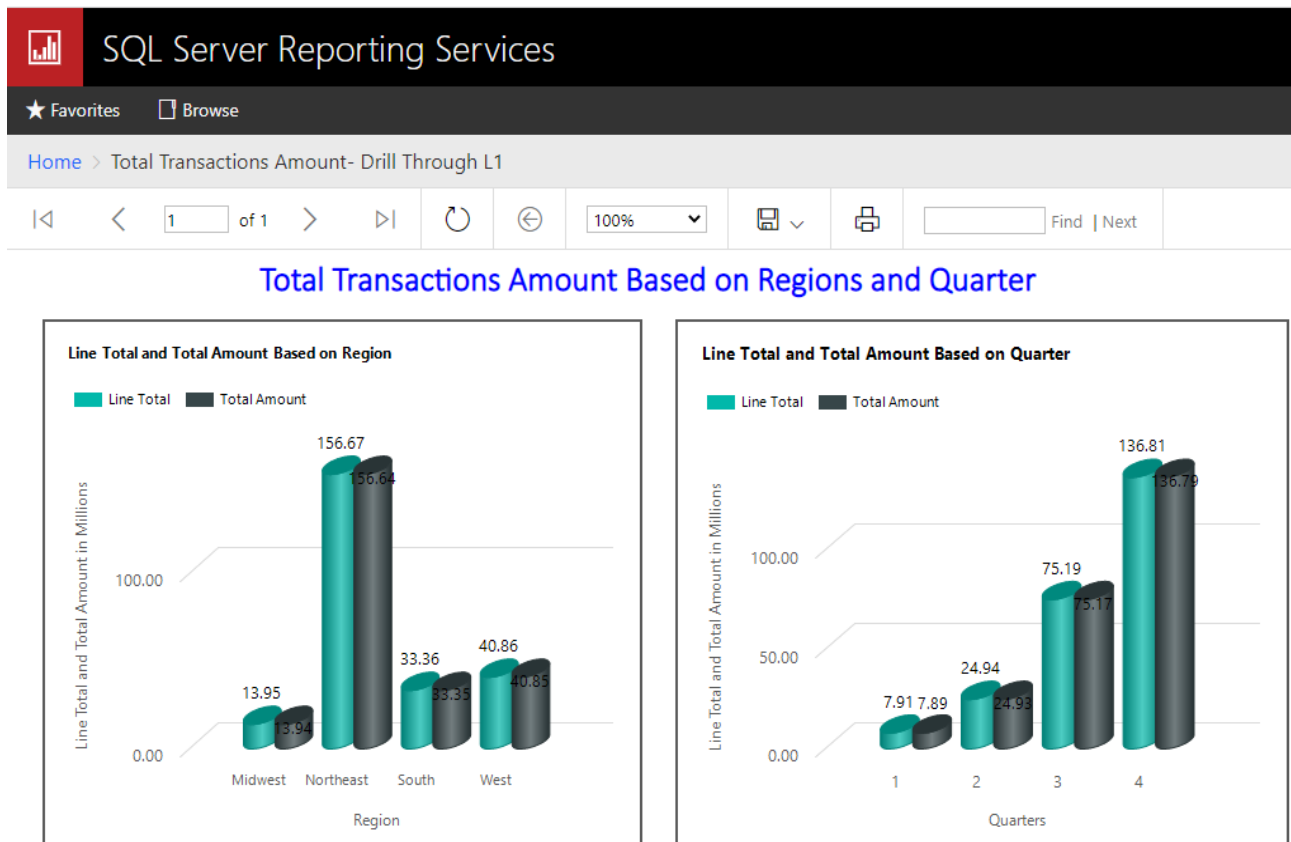 SQL Server Reporting Services
Favorites Browse
Home > Total Transactions Amount- Drill Through L1
1 of 1 100% Find | Next
Total Transactions Amount Based on Regions and Quarter
Line Total and Total Amount Based on Region
Line Total Total Amount
156.67
156.64
Line Total and Total Amount in Millions
100.00
40.86
33.36
40.85
13.95
33.35
13.94
0.00
Midwest Northeast South West
Region
Line Total and Total Amount Based on Quarter
Line Total Total Amount
136.81
136.79
Line Total and Total Amount in Millions
100.00
75.19
75.17
50.00
24.94
7.91 7.89 24.93
0.00
1 2 3 4
Quarters